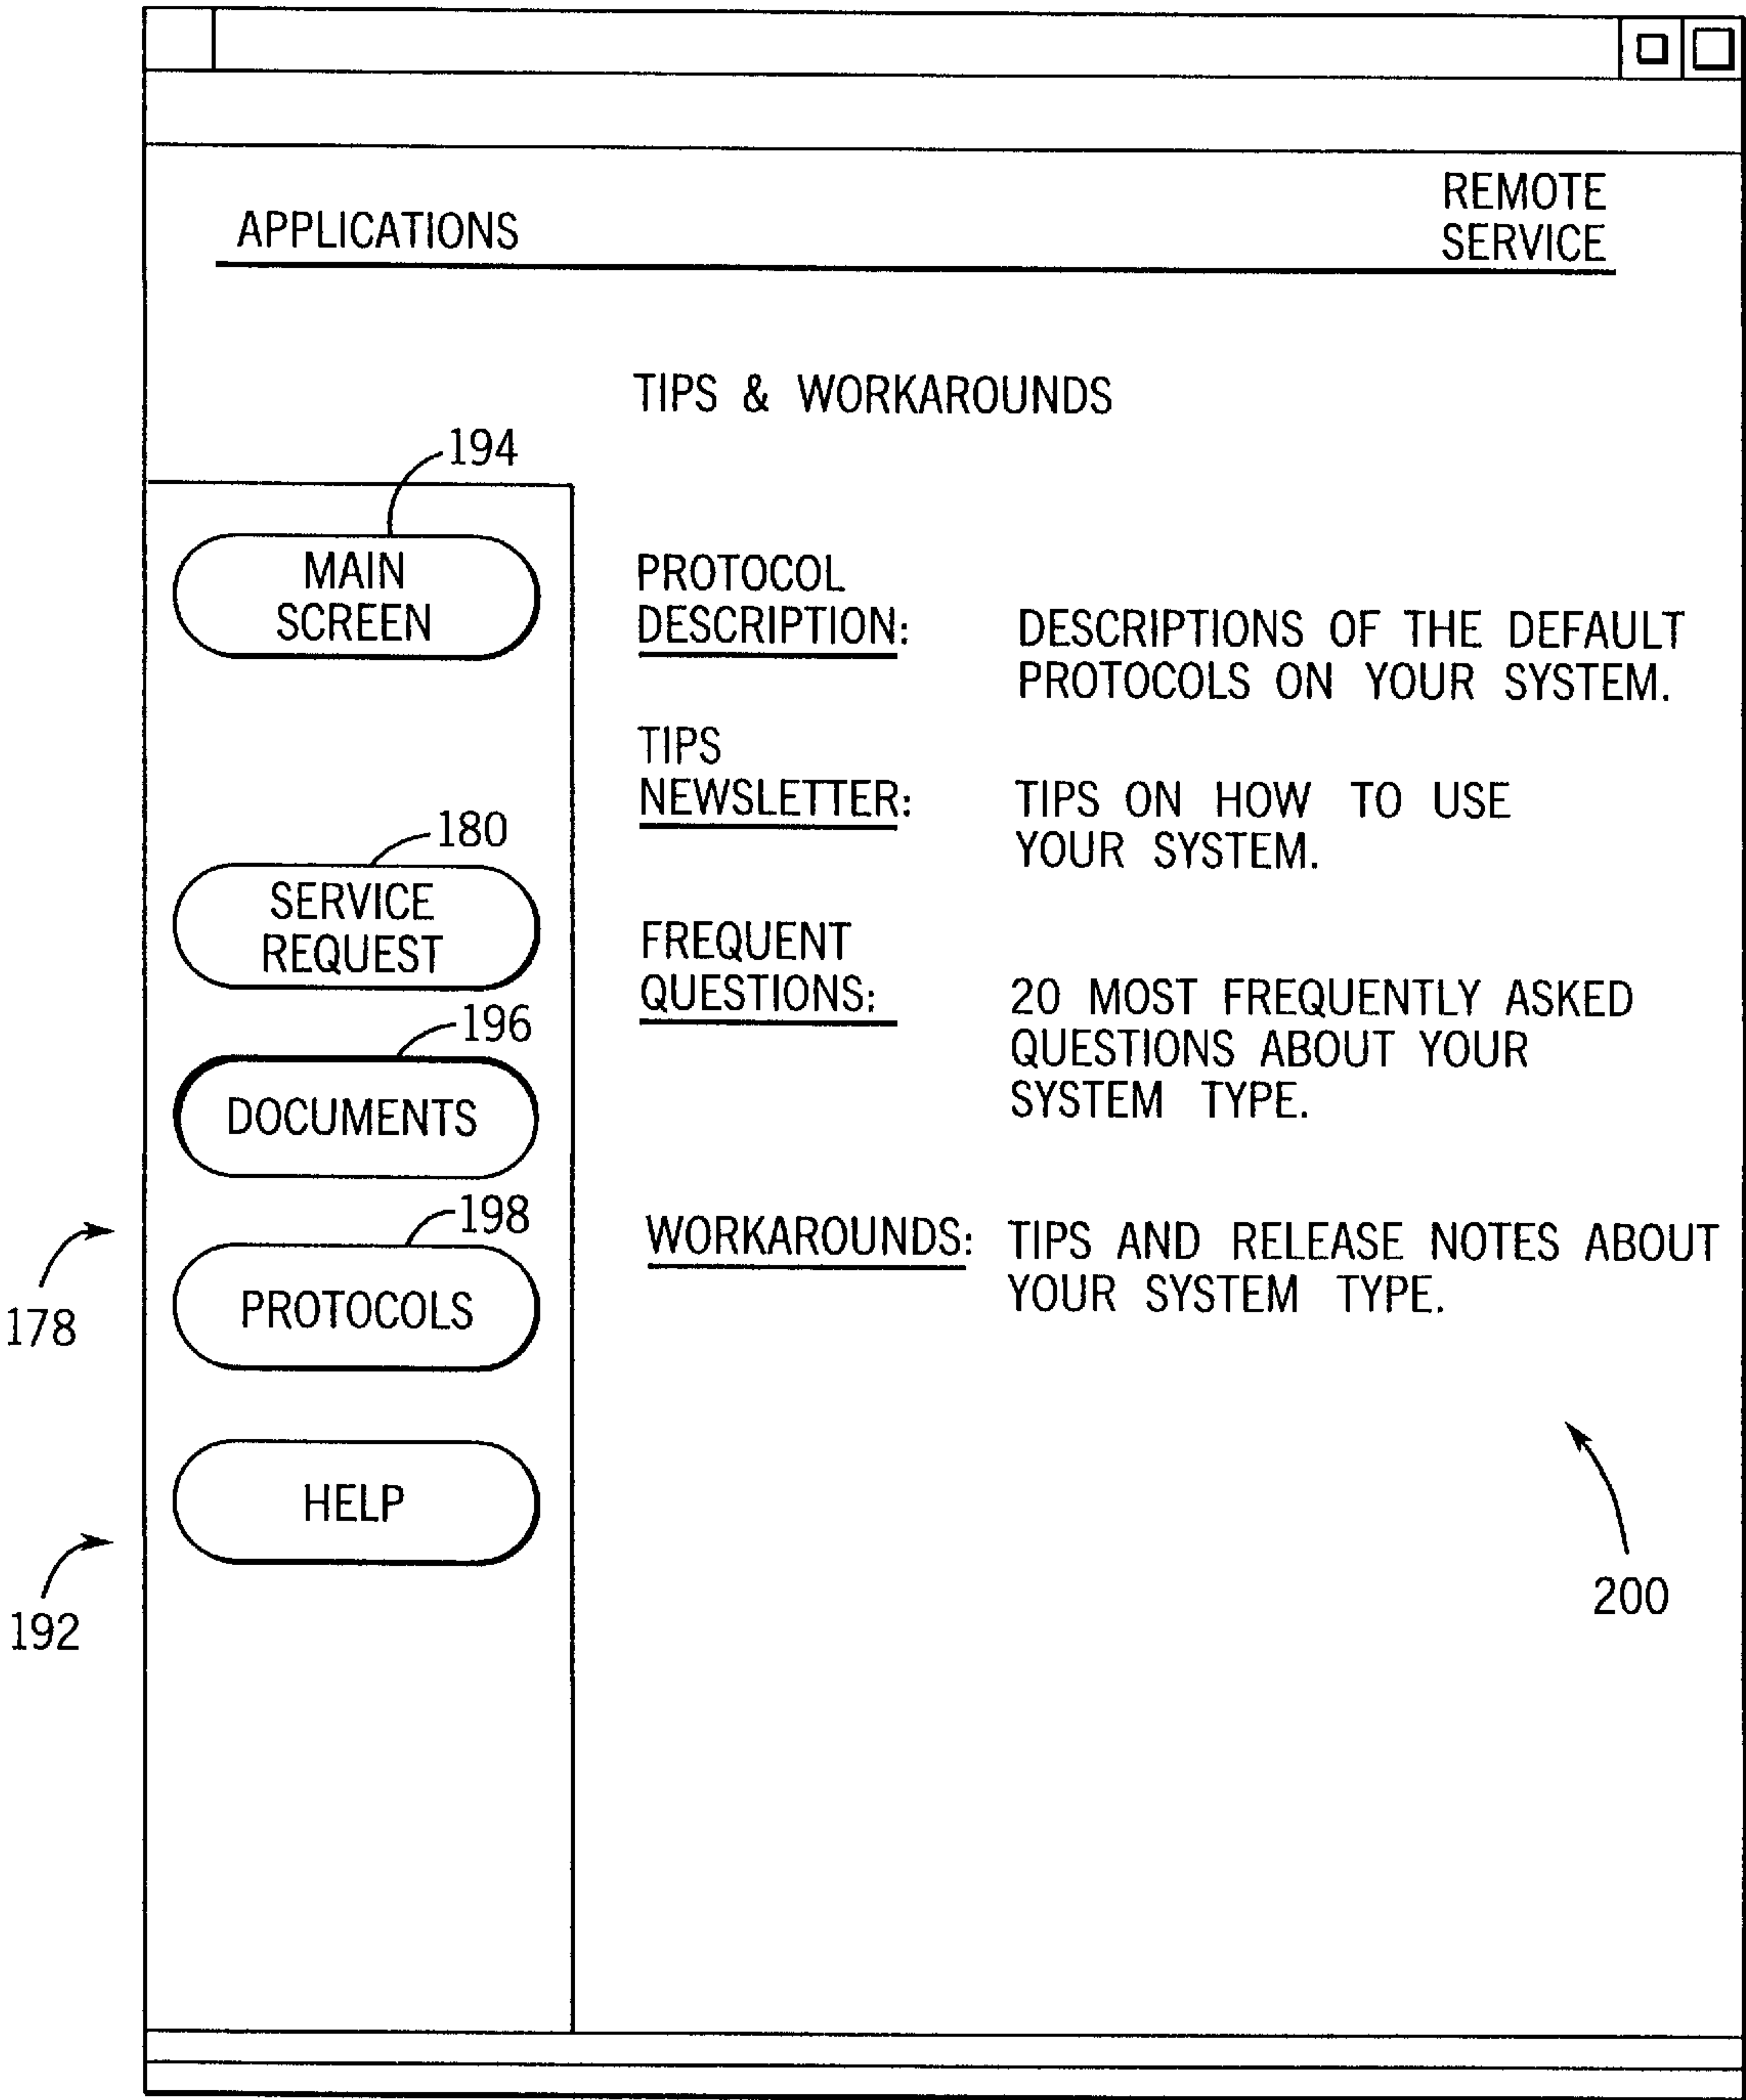 APPLICATIONS
REMOTE
SERVICE
TIPS & WORKAROUNDS
194
MAIN
SCREEN
180
SERVICE
REQUEST
196
DOCUMENTS
198
PROTOCOLS
HELP
178
192
PROTOCOL
DESCRIPTION:
DESCRIPTIONS OF THE DEFAULT
PROTOCOLS ON YOUR SYSTEM.
TIPS
NEWSLETTER:
TIPS ON HOW TO USE
YOUR SYSTEM.
FREQUENT
QUESTIONS:
20 MOST FREQUENTLY ASKED
QUESTIONS ABOUT YOUR
SYSTEM TYPE.
WORKAROUNDS:
TIPS AND RELEASE NOTES ABOUT
YOUR SYSTEM TYPE.
200